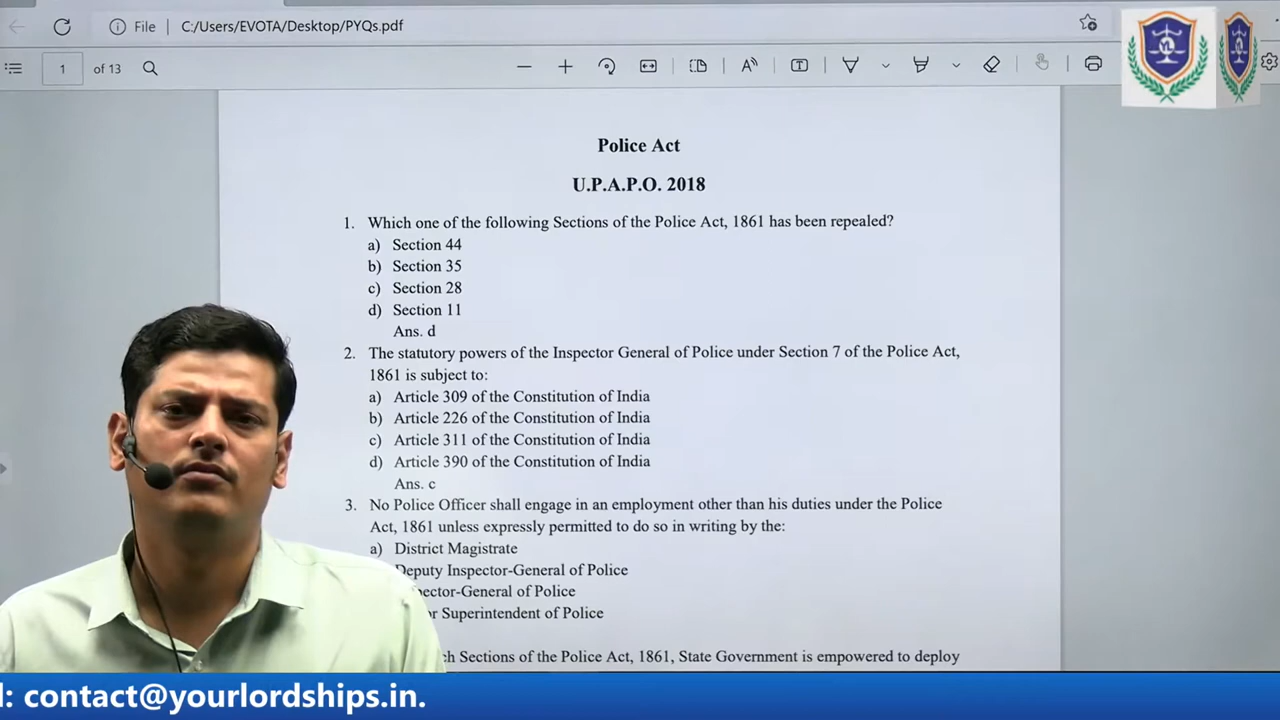 File
C:/Users/EVOTA/Desktop/PYQs.pdf
1 of 13
Police Act
U.P.A.P.O. 2018
1. Which one of the following Sections of the Police Act, 1861 has been repealed?
a) Section 44
b) Section 35
c) Section 28
d) Section 11
Ans. d
2. The statutory powers of the Inspector General of Police under Section 7 of the Police Act,
1861 is subject to:
a) Article 309 of the Constitution of India
b) Article 226 of the Constitution of India
c) Article 311 of the Constitution of India
d) Article 390 of the Constitution of India
Ans. c
3. No Police Officer shall engage in an employment other than his duties under the Police
Act, 1861 unless expressly permitted to do so in writing by the:
a) District Magistrate
Deputy Inspector-General of Police
of Police
Superintendent of Police
Sections of the Police Act, 1861, State Government is empowered to deploy
contact@yourlordships.in.